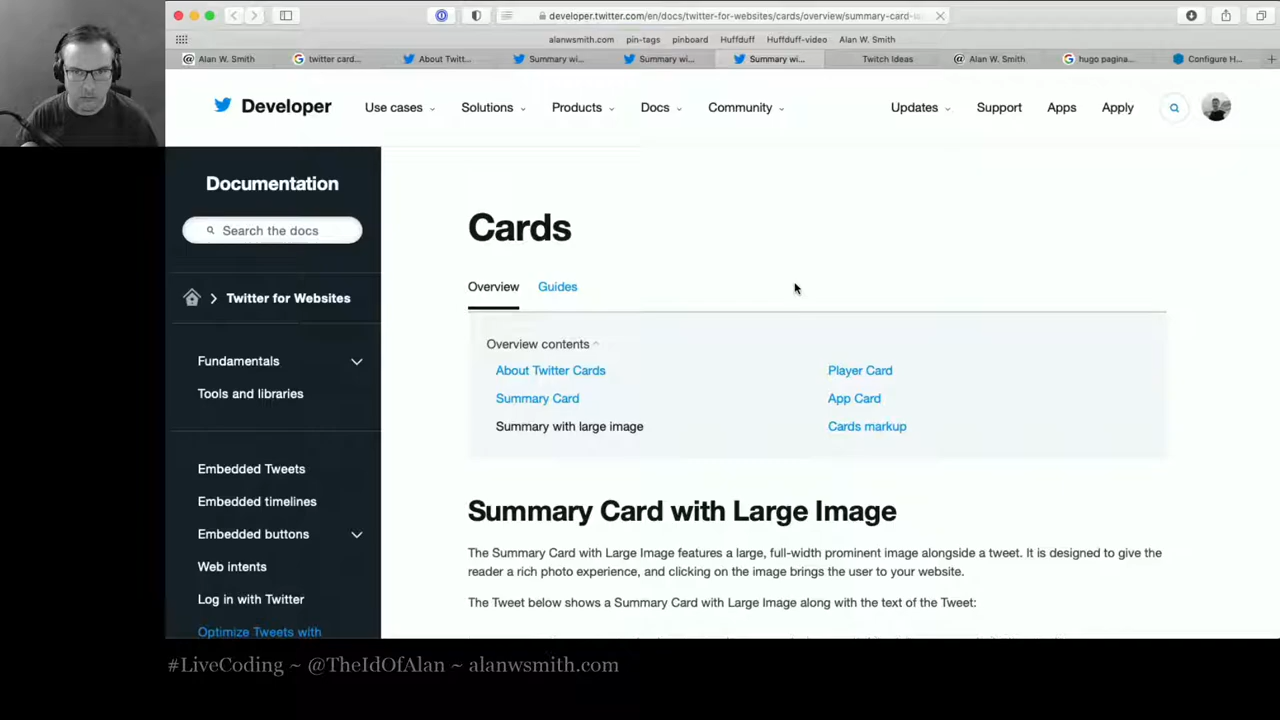 developer.twitter.com/en/docs/twitter-for-websites/cards/overview/summary-card-w
alanwsmith.com pin-tags pinboard Huffduff Huffduff-video Alan W. Smith
Alan W. Smith twitter card... About Twitt... Summary wi... Summary wi... Summary wi... Twitch Ideas Alan W. Smith hugo pagina... Configure H...
Developer Use cases Solutions Products Docs Community Updates Support Apps Apply
Documentation
Search the docs
Twitter for Websites
Fundamentals
Tools and libraries
Embedded Tweets
Embedded timelines
Embedded buttons
Web intents
Log in with Twitter
Optimize Tweets with
Cards
Overview Guides
Overview contents
About Twitter Cards Player Card
Summary Card App Card
Summary with large image Cards markup
Summary Card with Large Image
The Summary Card with Large Image features a large, full-width prominent image alongside a tweet. It is designed to give the
reader a rich photo experience, and clicking on the image brings the user to your website.
The Tweet below shows a Summary Card with Large Image along with the text of the Tweet:
#LiveCoding ~ @TheIdOfAlan ~ alanwsmith.com